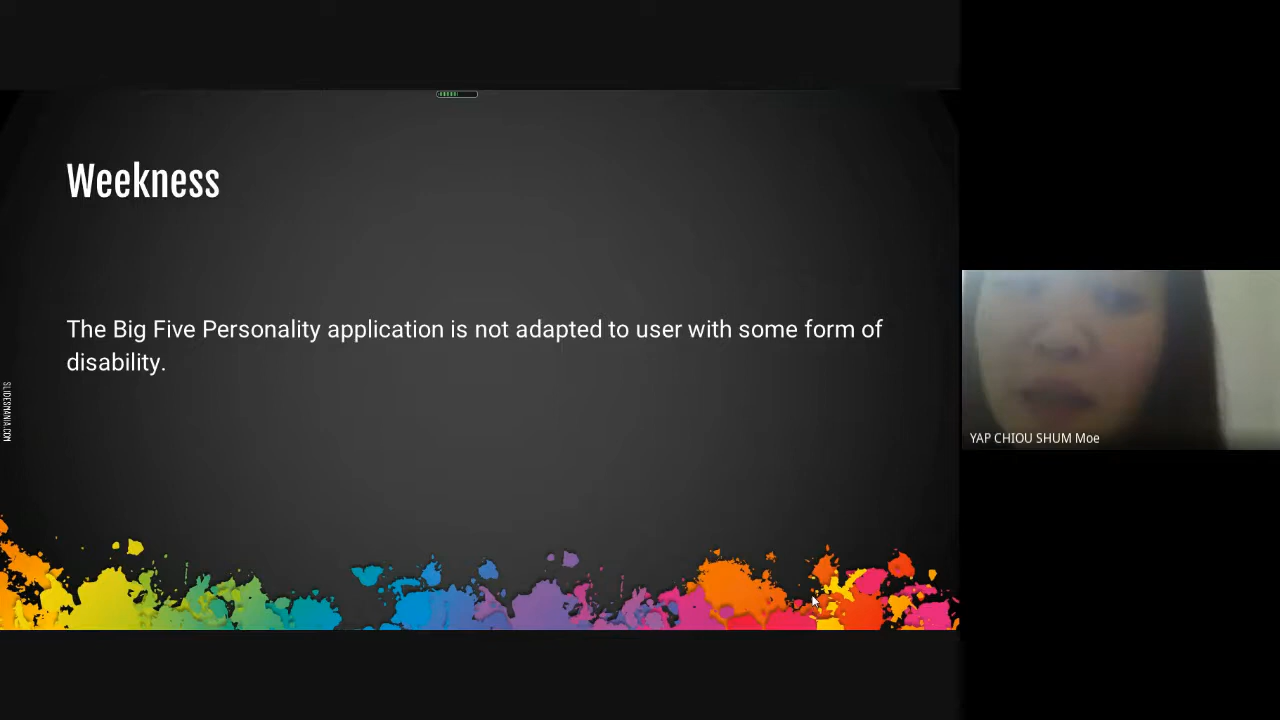 Weekness
The Big Five Personality application is not adapted to user with some form of
disability.
SLIDESMANIA.COM
YAP CHIOU SHUM Moe